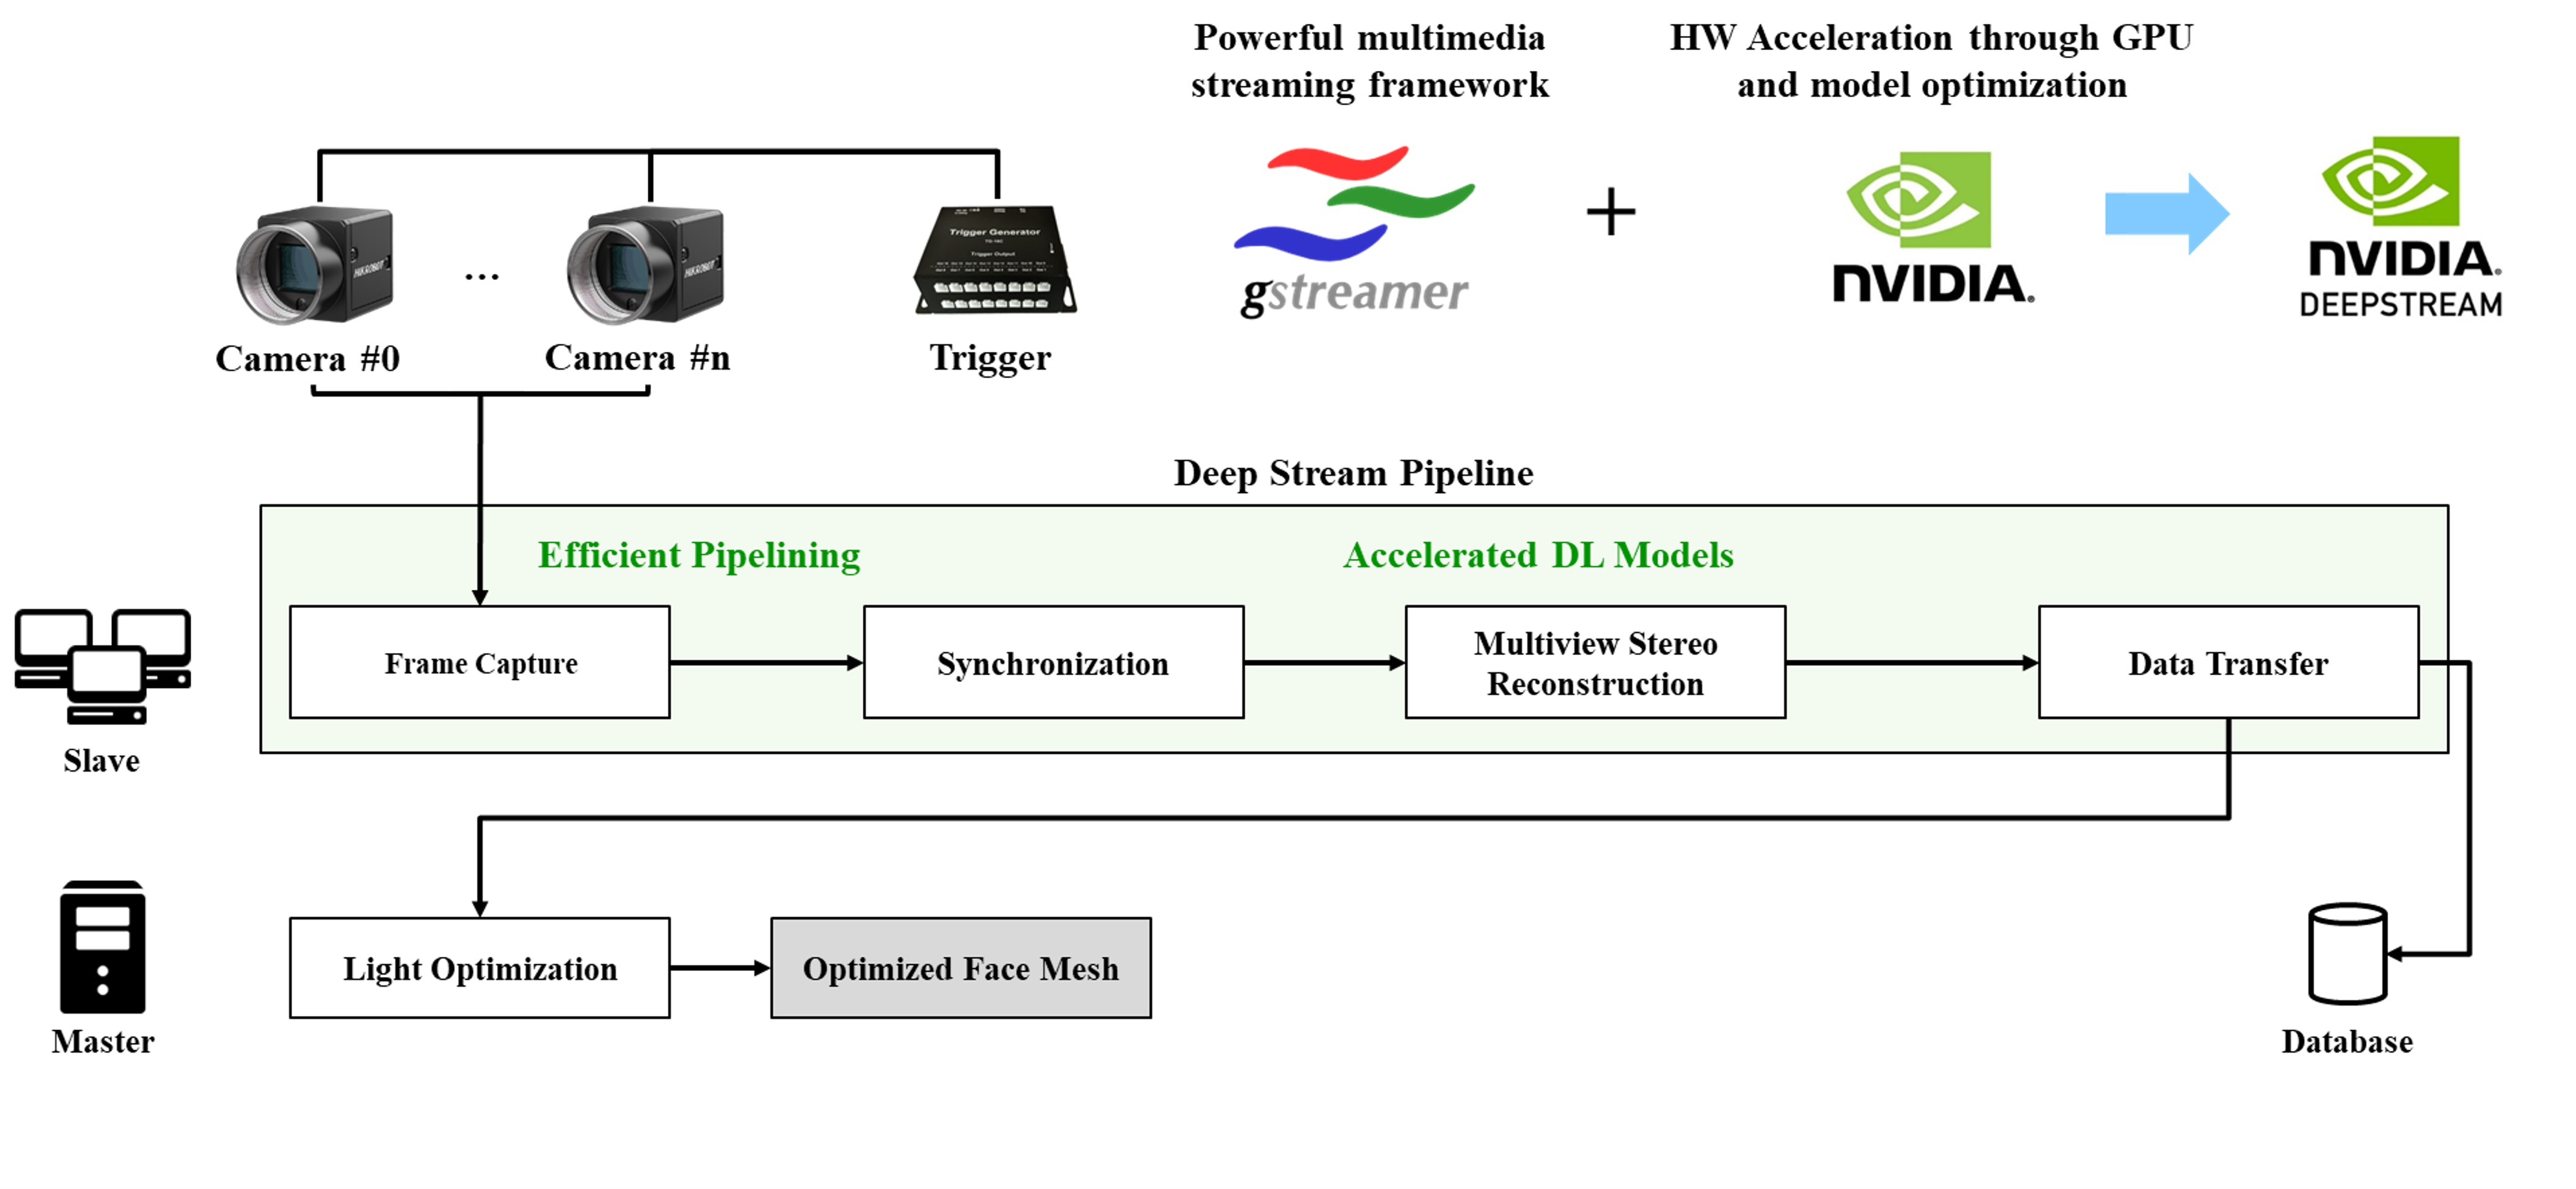 Powerful multimedia
streaming framework
HW Acceleration through GPU
and model optimization
HIKROBOT
...
HIKROBOT
Trigger Generator
Trigger Output
gstreamer
+
NVIDIA.
NVIDIA.
DEEPSTREAM
Camera #0
Camera #n
Trigger
Deep Stream Pipeline
Efficient Pipelining
Accelerated DL Models
Frame Capture
Synchronization
Multiview Stereo
Reconstruction
Data Transfer
Slave
Light Optimization
Optimized Face Mesh
Master
Database